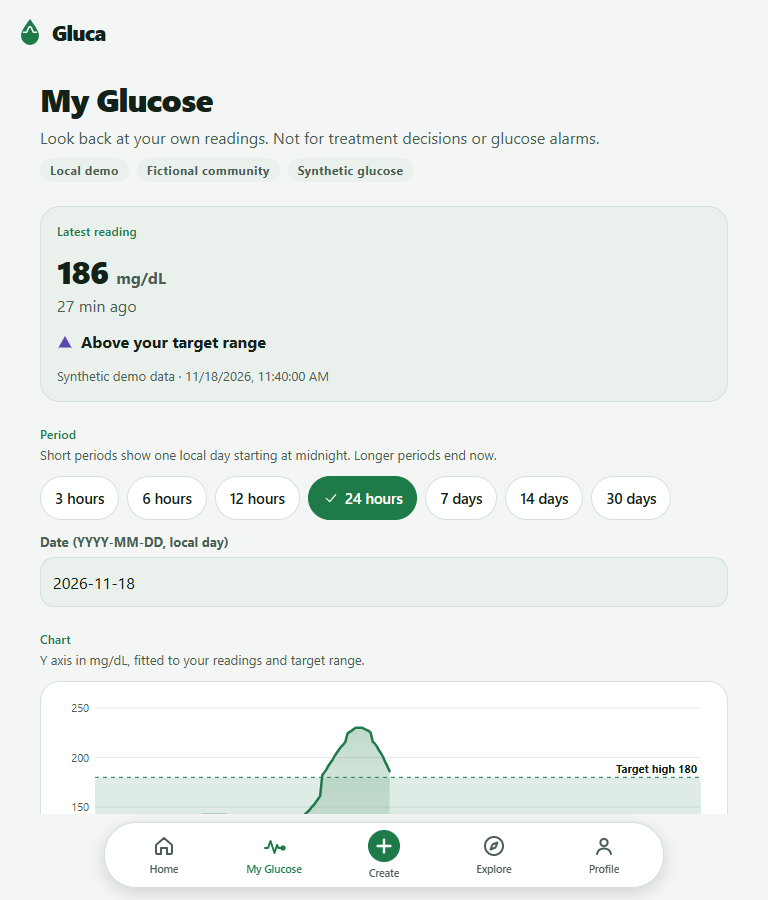 Gluca
My Glucose
Look back at your own readings. Not for treatment decisions or glucose alarms.
Local demo
Fictional community
Synthetic glucose
Latest reading
186 mg/dL
27 min ago
Above your target range
Synthetic demo data · 11/18/2026, 11:40:00 AM
Period
Short periods show one local day starting at midnight. Longer periods end now.
3 hours
6 hours
12 hours
24 hours
7 days
14 days
30 days
Date (YYYY-MM-DD, local day)
2026-11-18
Chart
Y axis in mg/dL, fitted to your readings and target range.
250
200
Target high 180
150
Home
My Glucose
Create
Explore
Profile